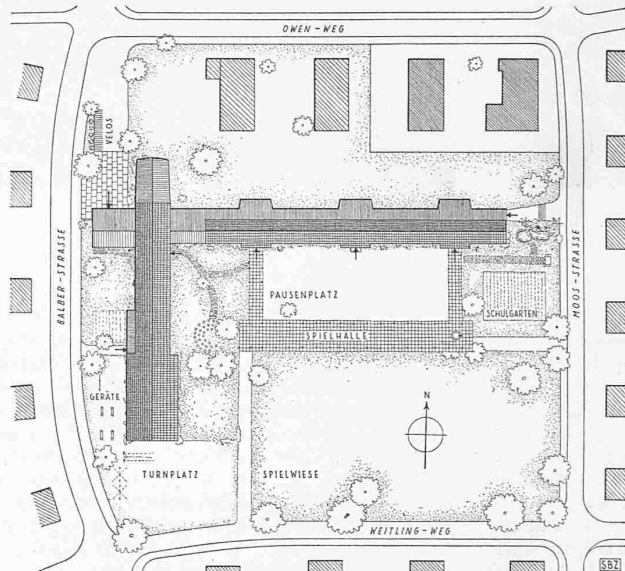 OWEN-WEG
VELOS
BALBER-STRASSE
MOOS-STRASSE
PAUSENPLATZ
SCHULGARTEN
SPIELHALLE
GERÄTE
N
TURNPLATZ
SPIELWIESE
WEITLING-WEG
SBZ